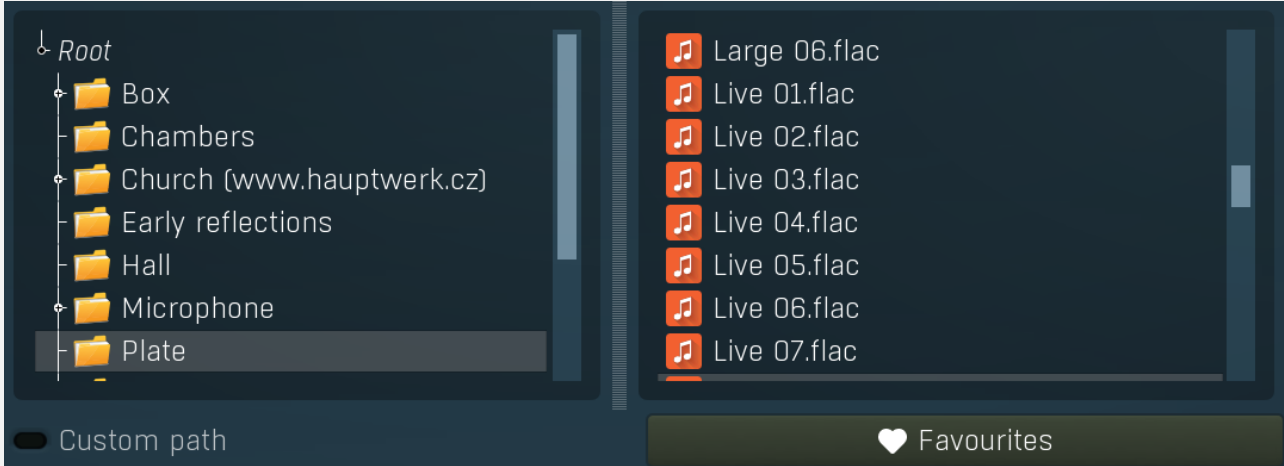 Root
Box
Chambers
Church (www.hauptwerk.cz)
Early reflections
Hall
Microphone
Plate
Custom path
Large 06.flac
Live 01.flac
Live 02.flac
Live 03.flac
Live 04.flac
Live 05.flac
Live 06.flac
Live 07.flac
Favourites